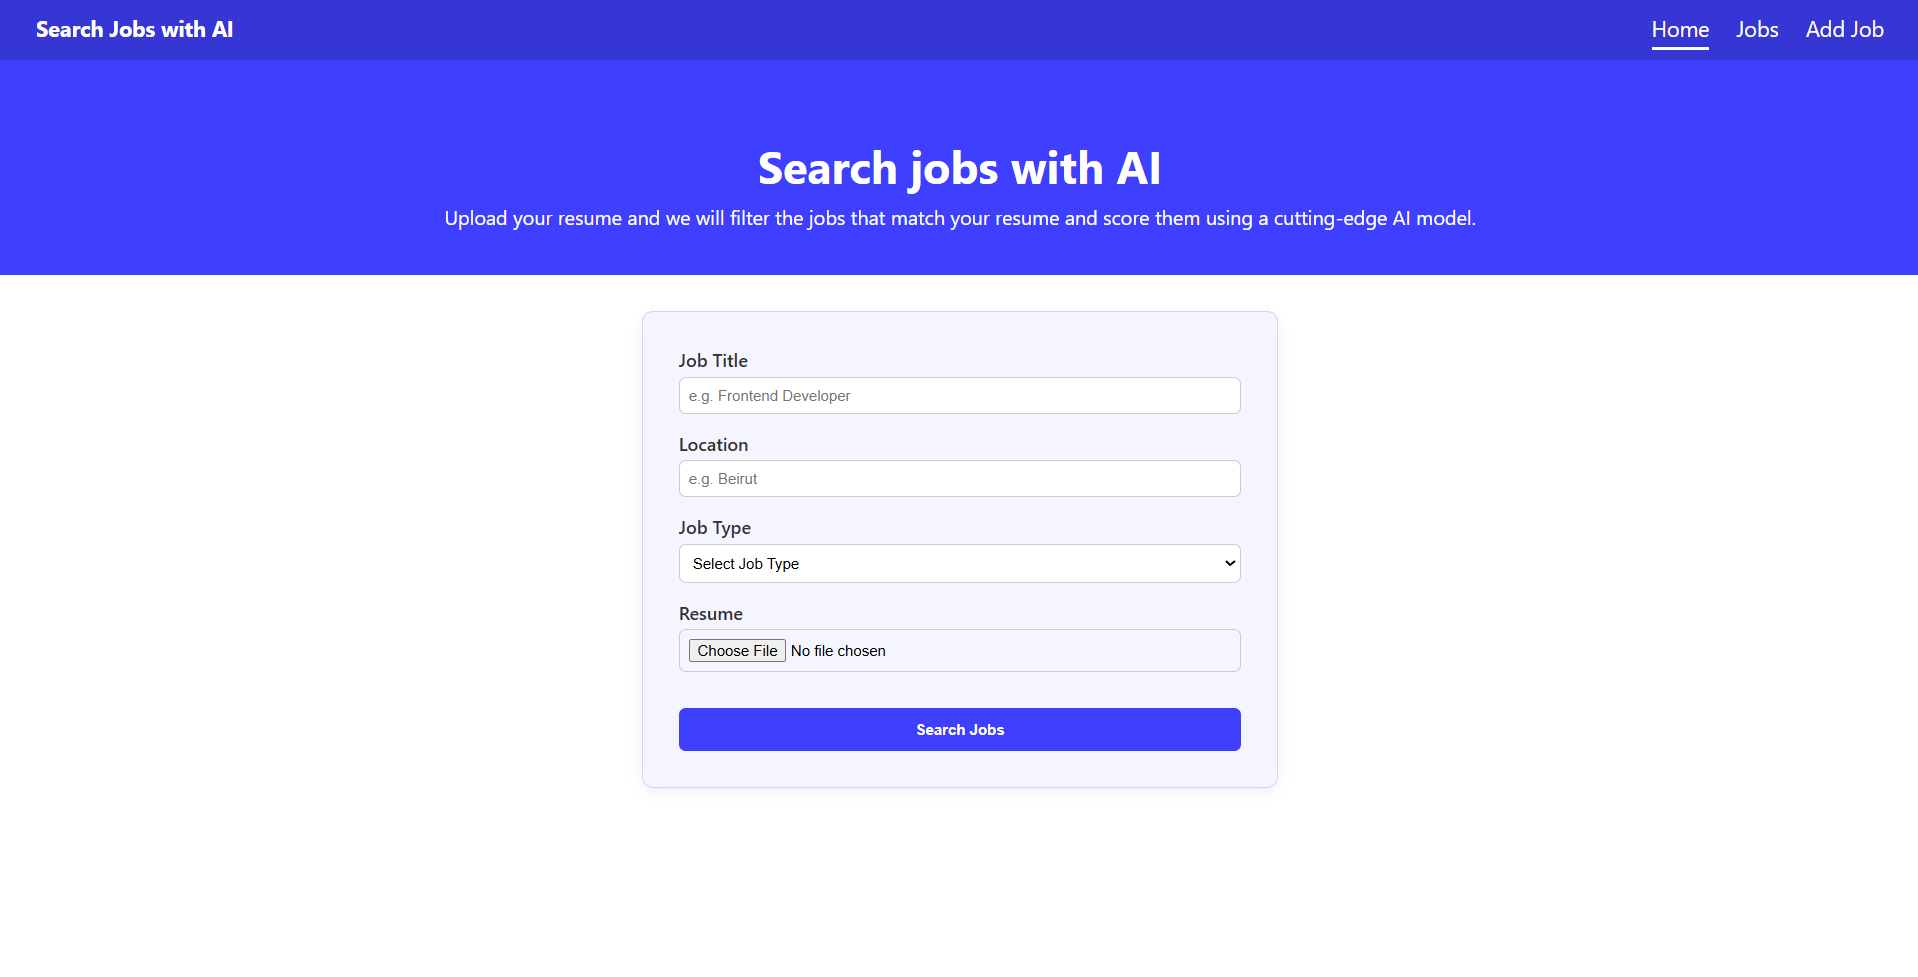 Search Jobs with AI
Home Jobs Add Job
Search jobs with AI
Upload your resume and we will filter the jobs that match your resume and score them using a cutting-edge AI model.
Job Title
e.g. Frontend Developer
Location
e.g. Beirut
Job Type
Select Job Type
Resume
Choose File No file chosen
Search Jobs